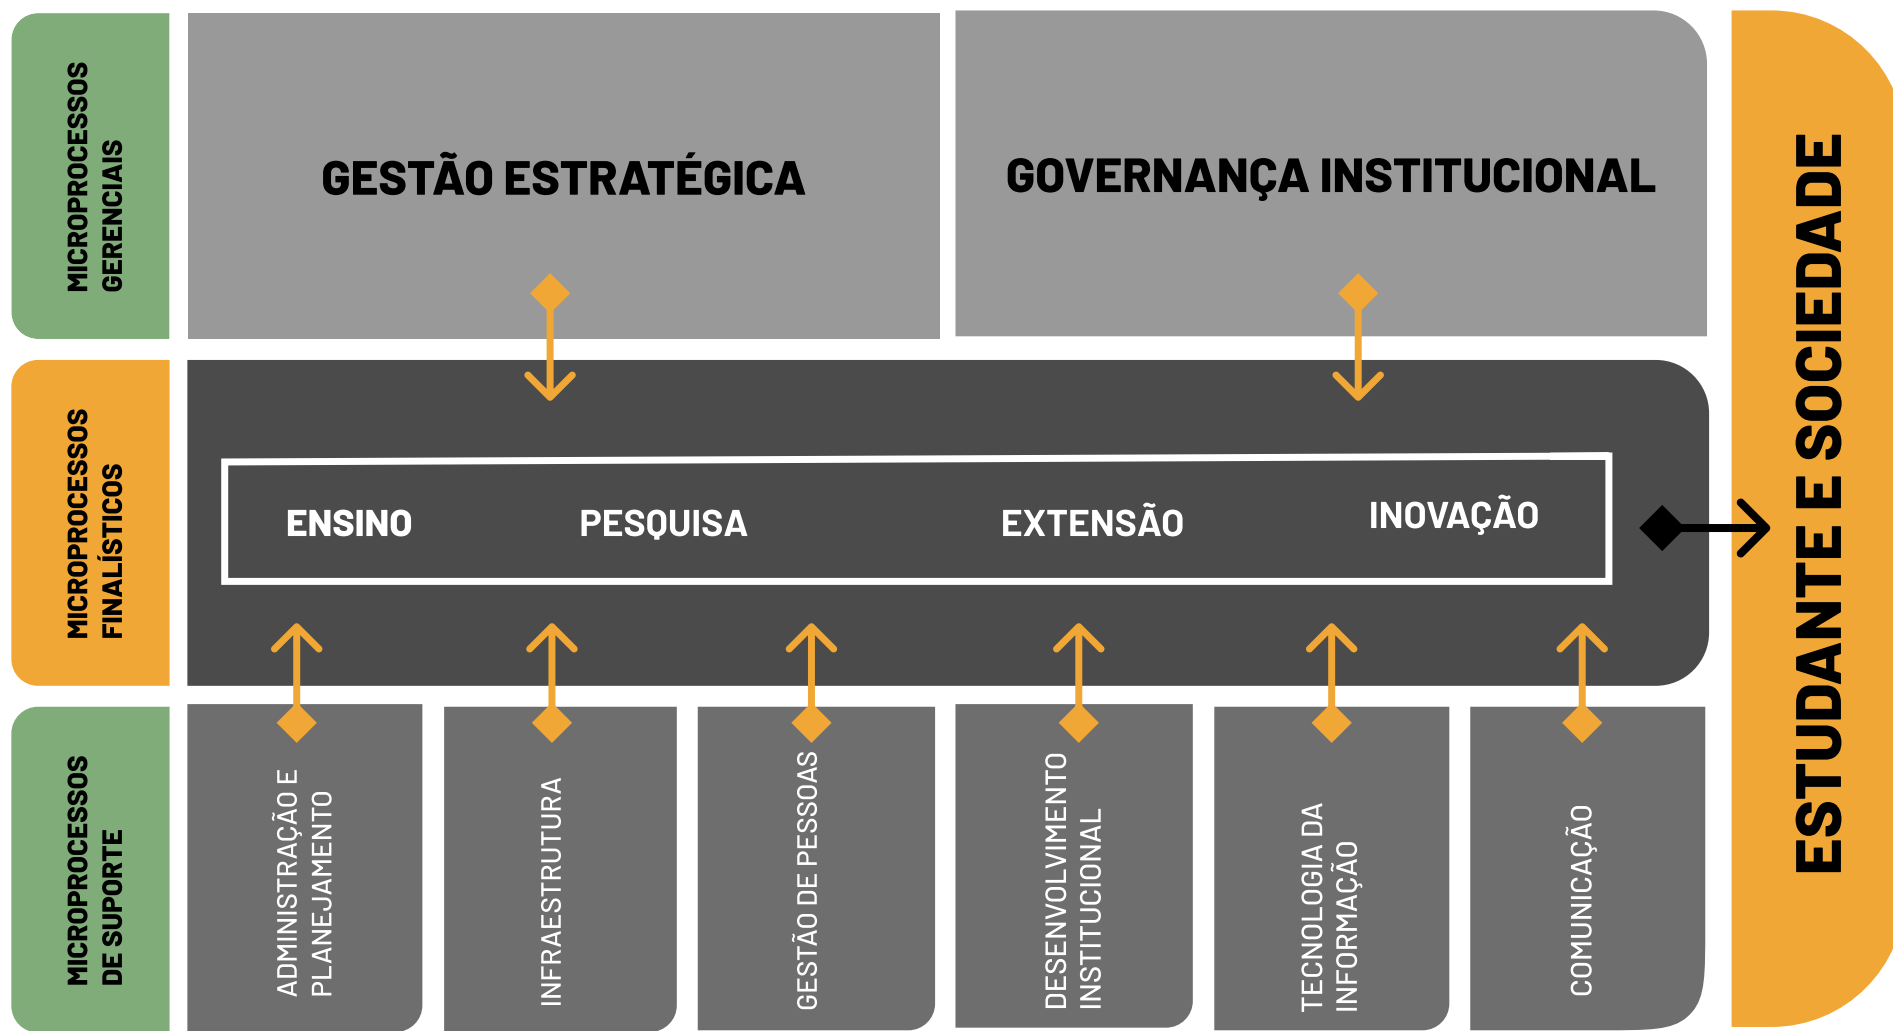 MICROPROCESSOS
GERENCIAIS
GESTÃO ESTRATÉGICA
GOVERNANÇA INSTITUCIONAL
MICROPROCESSOS
FINALÍSTICOS
ENSINO
PESQUISA
EXTENSÃO
INOVAÇÃO
MICROPROCESSOS
DE SUPORTE
ADMINISTRAÇÃO E
PLANEJAMENTO
INFRAESTRUTURA
GESTÃO DE PESSOAS
DESENVOLVIMENTO
INSTITUCIONAL
TECNOLOGIA DA
INFORMAÇÃO
COMUNICAÇÃO
ESTUDANTE E SOCIEDADE